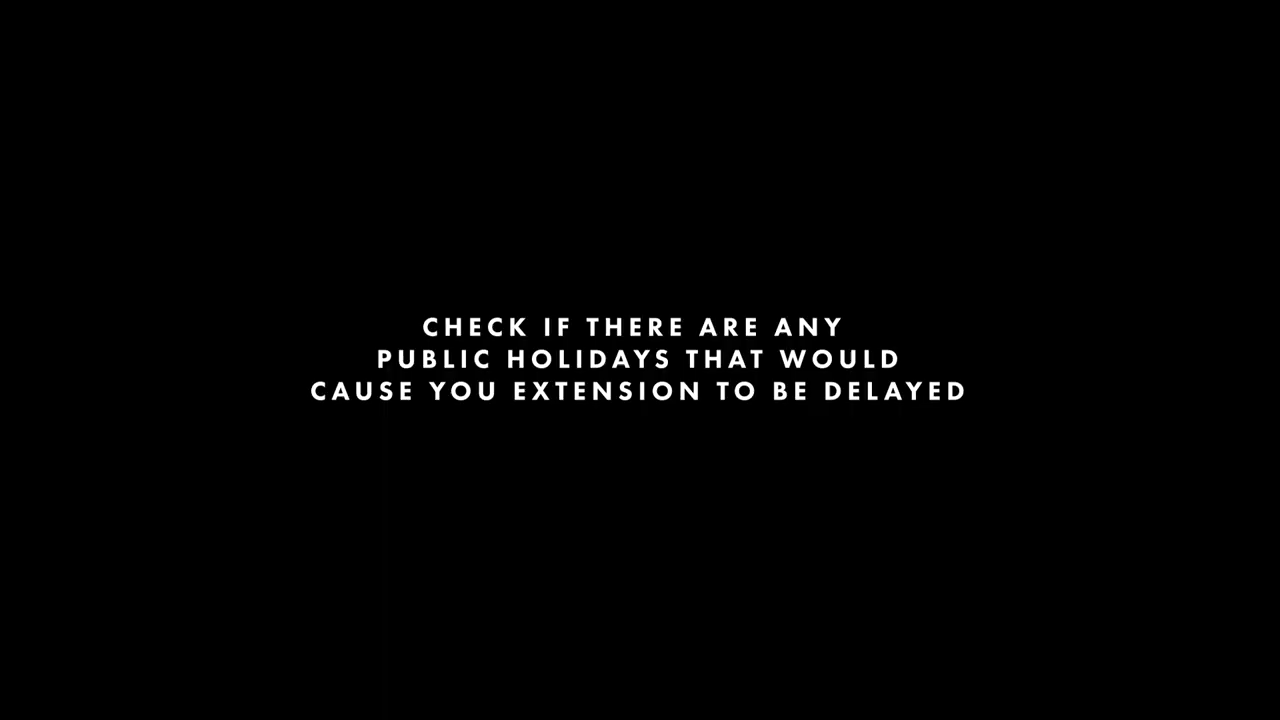 CHECK IF THERE ARE ANY
PUBLIC HOLIDAYS THAT WOULD
CAUSE YOU EXTENSION TO BE DELAYED